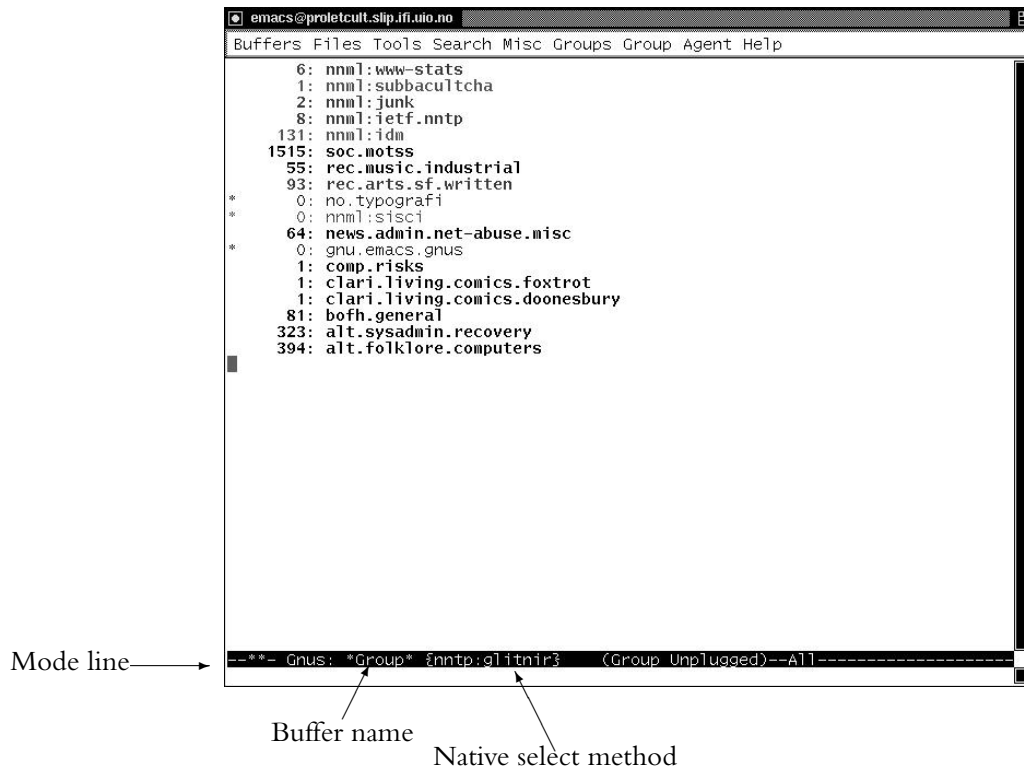 emacs@proletcult.slip.ifi.uio.no
Buffers Files Tools Search Misc Groups Group Agent Help
6: nnml:www-stats
1: nnml:subbacultcha
2: nnml:junk
8: nnml:ietf.nntp
131: nnml:idm
1515: soc.motss
55: rec.music.industrial
93: rec.arts.sf.written
* 0: no.typografi
* 0: nnml:sisci
64: news.admin.net-abuse.misc
* 0: gnu.emacs.gnus
1: comp.risks
1: clari.living.comics.foxtrot
1: clari.living.comics.doonesbury
81: bofh.general
323: alt.sysadmin.recovery
394: alt.folklore.computers
Mode line
--**- Gnus: *Group* {nntp:glitnir} (Group Unplugged)--All--------------------
Buffer name
Native select method